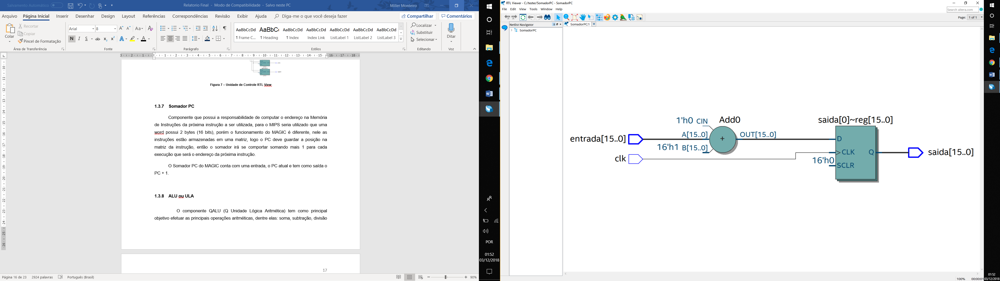 Salvamento Automático
Relatorio Final - Modo de Compatibilidade - Salvo neste PC
Miller Monteiro
Arquivo Página Inicial Inserir Desenhar Design Layout Referências Correspondências Revisão Exibir Ajuda Diga-me o que você deseja fazer
Compartilhar Comentários
Colar
Recortar
Copiar
Pincel de Formatação
Área de Transferência
Arial 8
N I S ab x₂ x²
Fonte
Parágrafo
AaBbCcDd AaBbC AaBbCcDd AaBbCcDd AaBbCcDd AaBbCcDd AaBbCcDd
¶ Frame C... ¶ Heading ¶ Index Index Link ListLabel 1 ListLabel 2 ListLabel 3
Estilos
Localizar
Substituir
Selecionar
Editando
Ditar
Voz
Figura 7 – Unidade de Controle RTL View
1.3.7 Somador PC
Componente que possui a responsabilidade de computar o endereço na Memória
de Instruções da próxima instrução a ser utilizada, para o MIPS seria utilizado que uma
word possui 2 bytes (16 bits), porém o funcionamento do MAGIC é diferente, nele as
instruções estão armazenadas em uma matriz, logo o PC deve guardar a posição na
matriz da instrução, então o somador irá se comportar somando mais 1 para cada
execução que será o endereço da próxima instrução.
O Somador PC do MAGIC conta com uma entrada, o PC atual e tem como saída o
PC + 1.
1.3.8 ALU ou ULA
O componente QALU (Q Unidade Lógica Aritmética) tem como principal
objetivo efetuar as principais operações aritméticas, dentre elas: soma, subtração, divisão
17
Página 16 de 23 2924 palavras Português (Brasil)
90%
POR
01:52
03/12/2018
RTL Viewer - C:/tester/SomadorPC - SomadorPC
File Edit View Tools Window Help
Search altera.com
Page: 1 of 1
Netlist Navigator
SomadorPC
SomadorPC:1
1'h0 CIN
Add0
saida[0]~reg[15..0]
entrada[15..0]
A[15..0]
+
OUT[15..0]
D
16'h1 B[15..0]
clk
CLK
Q
saida[15..0]
16'h0
SCLR
100% 00:00:01
01:52
03/12/2018